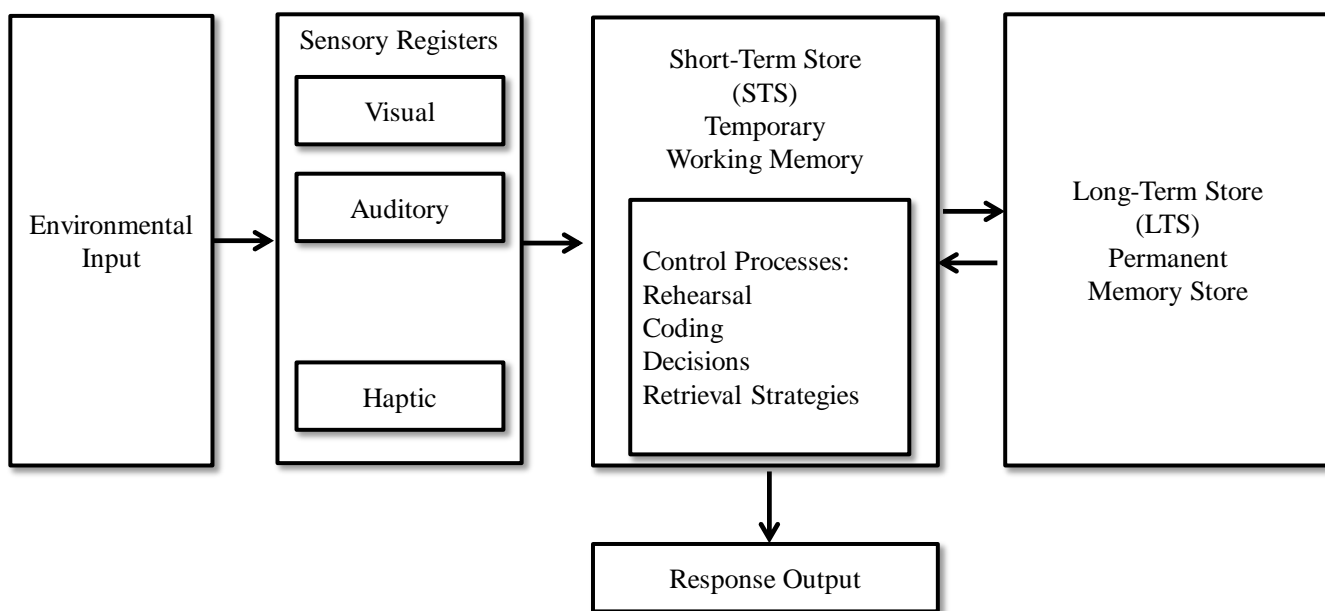 Environmental
Input
Sensory Registers
Visual
Auditory
Haptic
Short-Term Store
(STS)
Temporary
Working Memory
Control Processes:
Rehearsal
Coding
Decisions
Retrieval Strategies
Long-Term Store
(LTS)
Permanent
Memory Store
Response Output